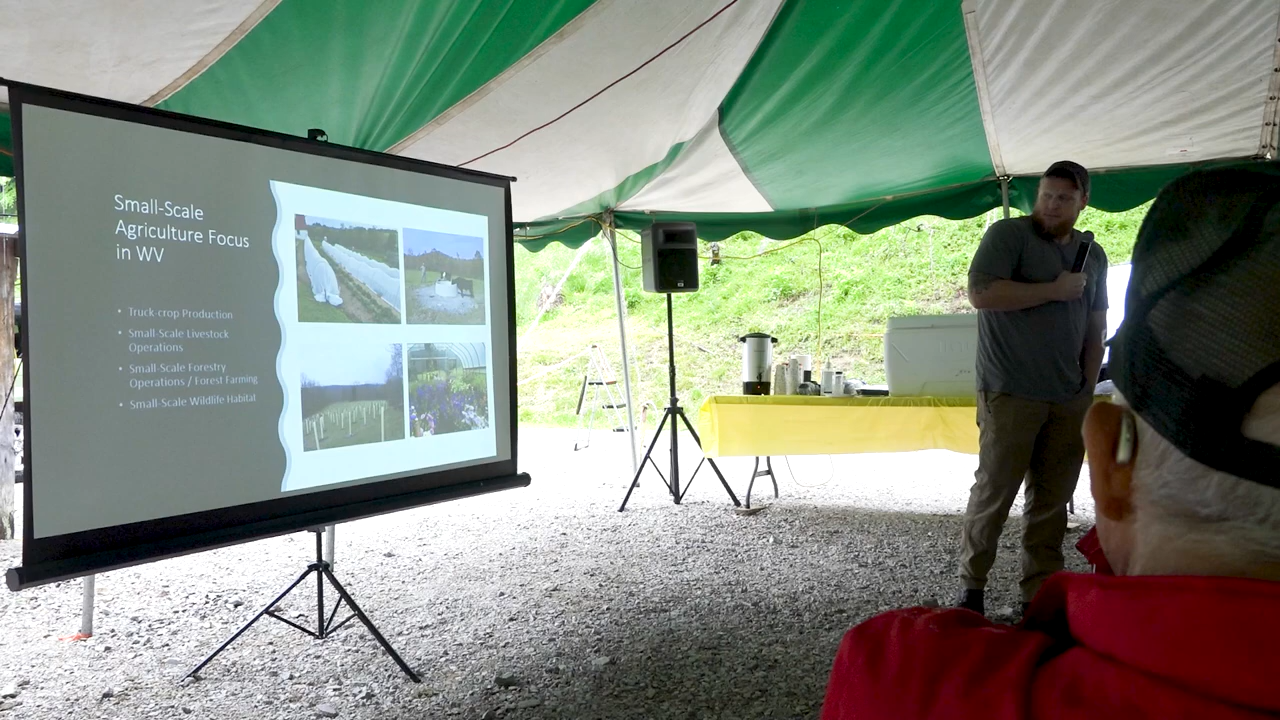 Small-Scale
Agriculture Focus
in WV
• Truck-crop Production
• Small-Scale Livestock
Operations
• Small-Scale Forestry
Operations / Forest Farming
• Small-Scale Wildlife Habitat